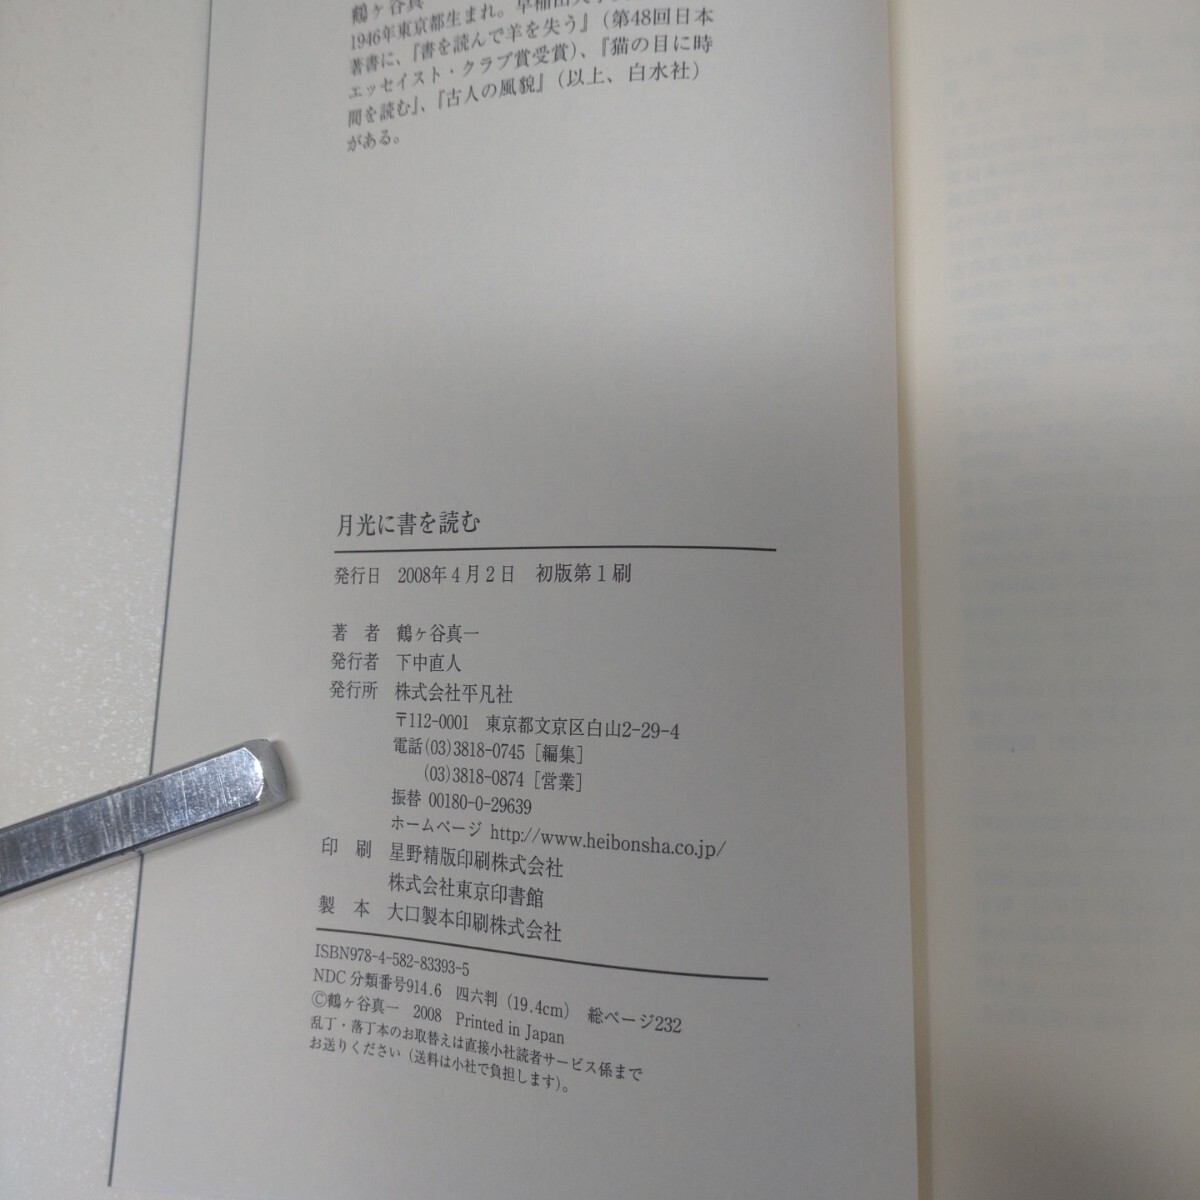 鶴ヶ谷真一
1946年東京都生まれ。早稲田大学
著書に、『書を読んで羊を失う』（第48回日本
エッセイスト・クラブ賞受賞）、『猫の目に時
間を読む』、『古人の風貌』（以上、白水社）
がある。
月光に書を読む
発行日 2008年4月2日 初版第1刷
著 者 鶴ヶ谷真一
発行者 下中直人
発行所 株式会社平凡社
〒112-0001 東京都文京区白山2-29-4
電話(03)3818-0745［編集］
(03)3818-0874［営業］
振替 00180-0-29639
ホームページ http://www.heibonsha.co.jp/
印 刷 星野精版印刷株式会社
株式会社東京印書館
製 本 大口製本印刷株式会社
ISBN978-4-582-83393-5
NDC 分類番号914.6 四六判（19.4cm） 総ページ232
©鶴ヶ谷真一 2008 Printed in Japan
乱丁・落丁本のお取替えは直接小社読者サービス係まで
お送りください（送料は小社で負担します）。